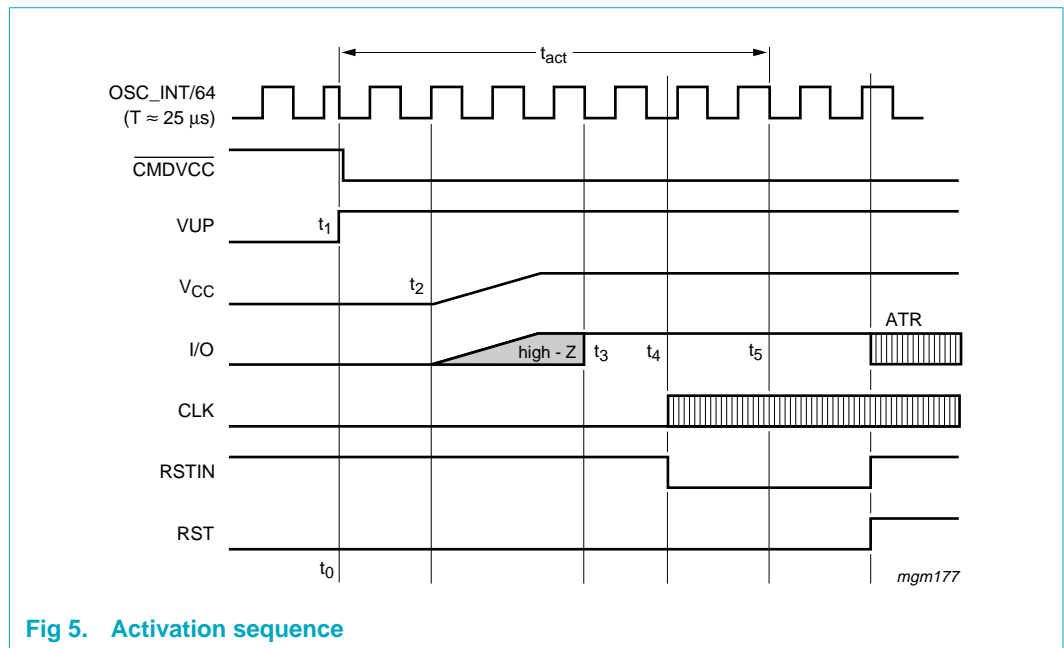 tact
OSC_INT/64
(T ≈ 25 μs)
CMDVCC
VUP
t1
VCC
t2
I/O
high - Z
t3
t4
t5
ATR
CLK
RSTIN
RST
t0
mgm177
Fig 5. Activation sequence